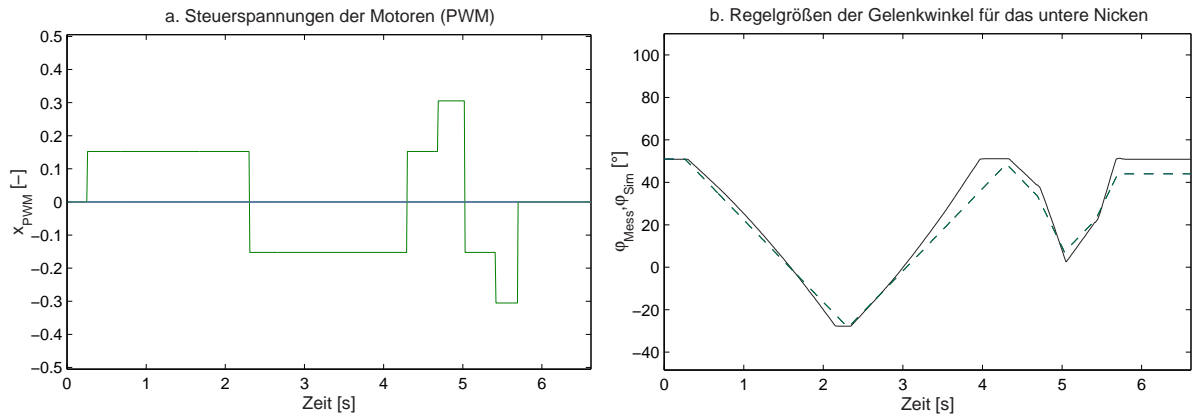 a. Steuerspannungen der Motoren (PWM)
0.5
0.4
0.3
0.2
0.1
0
−0.1
−0.2
−0.3
−0.4
−0.5
x_PWM [−]
0 1 2 3 4 5 6
Zeit [s]
b. Regelgrößen der Gelenkwinkel für das untere Nicken
100
80
60
40
20
0
−20
−40
φ_Mess,φ_Sim [°]
0 1 2 3 4 5 6
Zeit [s]